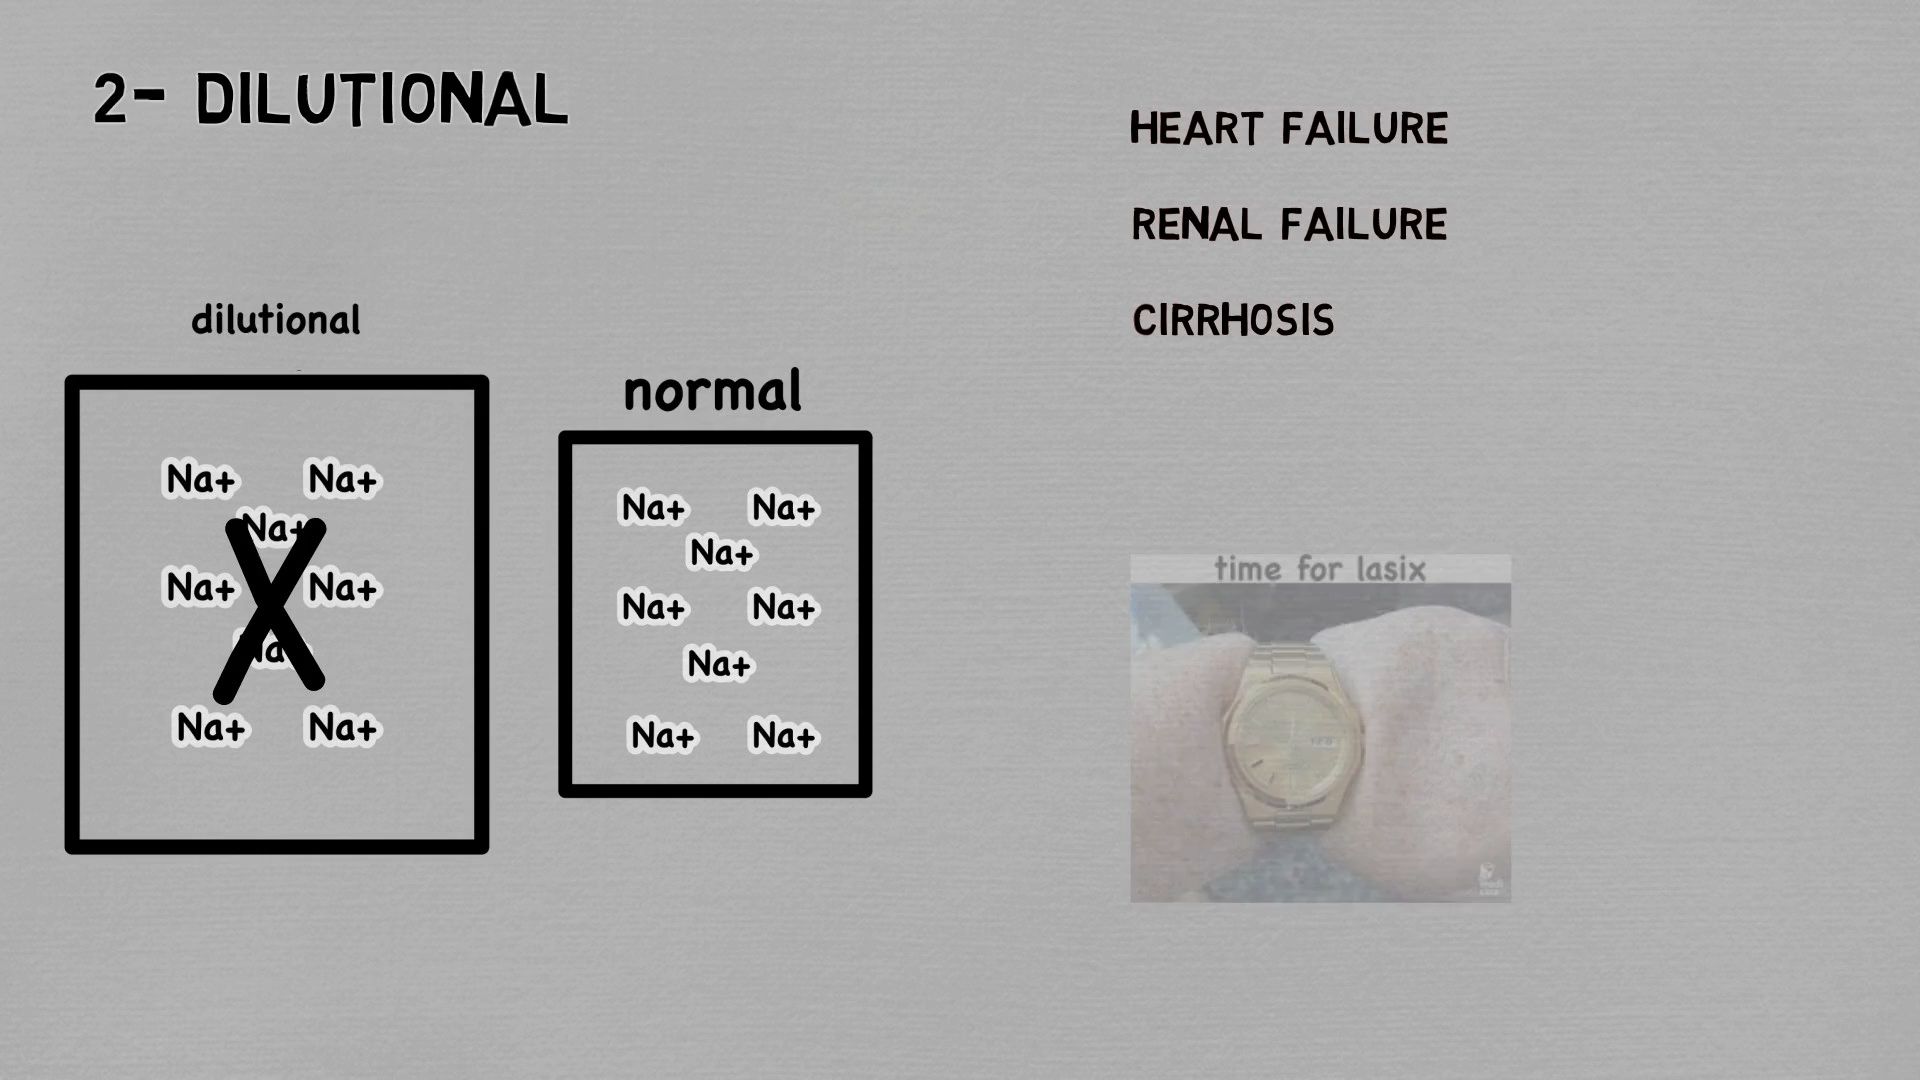 2- DILUTIONAL
dilutional
Na+ Na+
Na+
Na+ Na+
Na+ Na+
normal
Na+ Na+
Na+
Na+ Na+
Na+
Na+ Na+
HEART FAILURE
RENAL FAILURE
CIRRHOSIS
time for lasix